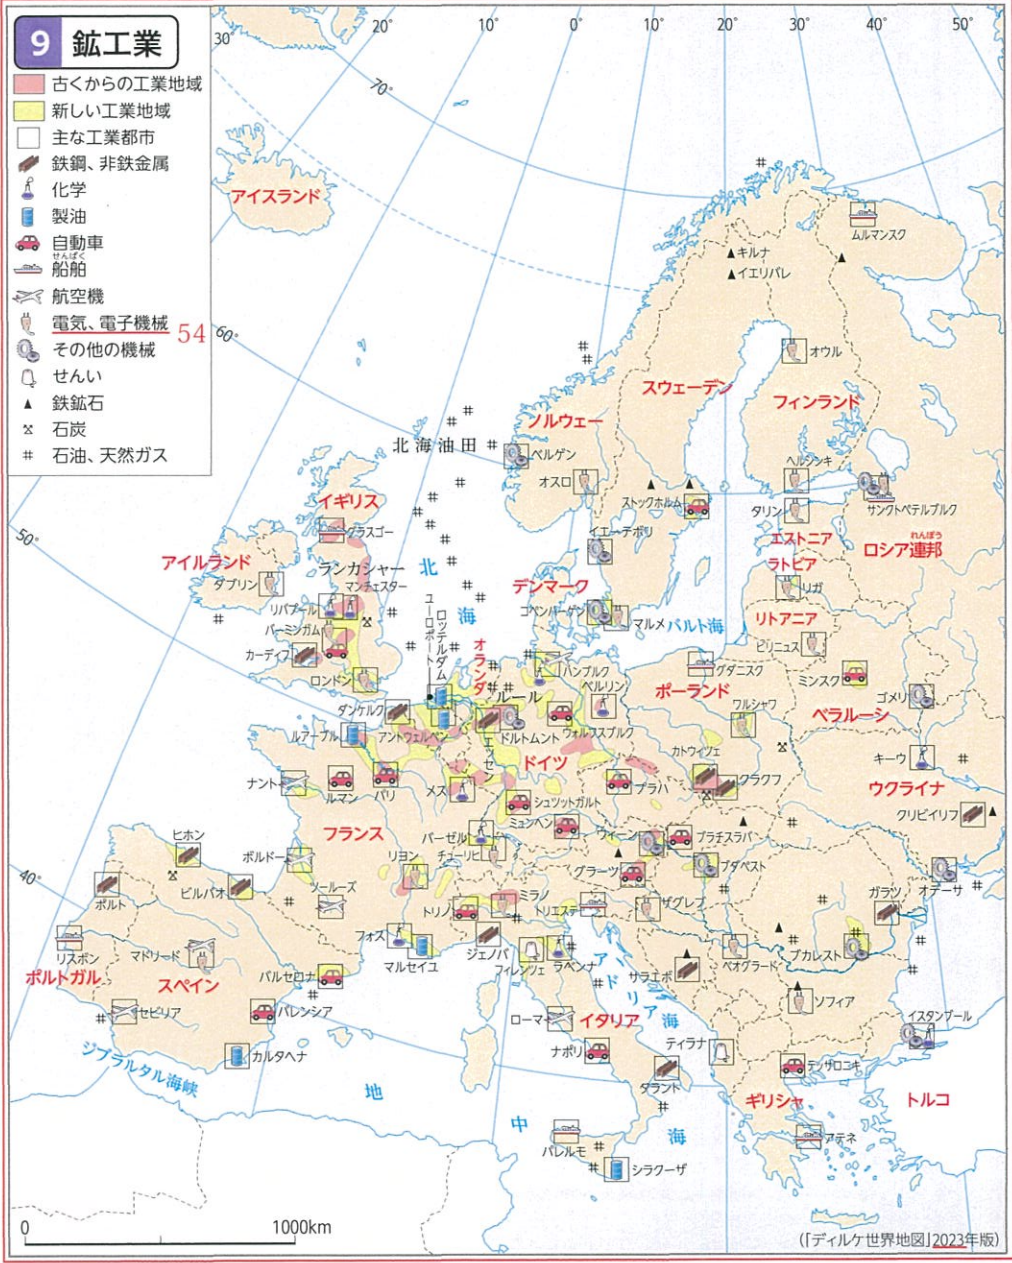 9 鉱工業
古くからの工業地域
新しい工業地域
主な工業都市
鉄鋼、非鉄金属
化学
製油
自動車
せんぱく
船舶
航空機
電気、電子機械 54
その他の機械
せんい
鉄鉱石
石炭
石油、天然ガス
30
20°
10°
0°
10°
20°
30°
40°
50°
70°
60°
50°
40°
アイスランド
ムルマンスク
キルナ
イエリバレ
オウル
スウェーデン
フィンランド
ノルウェー
北海油田
ベルゲン
オスロ
ヘルシンキ
ストックホルム
タリン
サンクトペテルブルク
エストニア
れんぽう
ロシア連邦
イギリス
グラスゴー
イエーテボリ
ラトビア
リガ
アイルランド
ダブリン
ランカシャー
マンチェスター
北海
デンマーク
リトアニア
リバプール
バーミンガム
カーディフ
ロンドン
ユーロポート
ロッテルダム
オランダ
コペンハーゲン
マルメ
バルト海
ビリニュス
ハンブルク
ベルリン
グダニスク
ミンスク
ポーランド
ゴメリ
ベラルーシ
ワルシャワ
ダンケルク
ルール
ルアーブル
アントウェルペン
エッセン
ドルトムント
ウォルフスブルク
カトウィツェ
キーウ
ドイツ
ナント
ルマン
パリ
メス
シュツットガルト
プラハ
クラクフ
ウクライナ
クリビイリフ
フランス
ミュンヘン
バーゼル
チューリヒ
ウィーン
ブラチスラバ
ヒホン
ボルドー
リヨン
グラーツ
ブダペスト
オデーサ
ポルト
ビルバオ
ツールーズ
トリノ
ミラノ
トリエステ
ザグレブ
ガラツ
リスボン
マドリード
フォス
マルセイユ
ジェノバ
フィレンツェ
ラベンナ
ベオグラード
ブカレスト
ポルトガル
スペイン
バルセロナ
アドリア海
サラエボ
ソフィア
セビリア
バレンシア
ローマ
イタリア
イスタンブール
ジブラルタル海峡
カルタヘナ
ナポリ
ティラナ
テッサロニキ
タラント
ギリシャ
トルコ
地中海
パレルモ
アテネ
シラクーザ
0 1000km
(「ディルケ世界地図」2023年版)